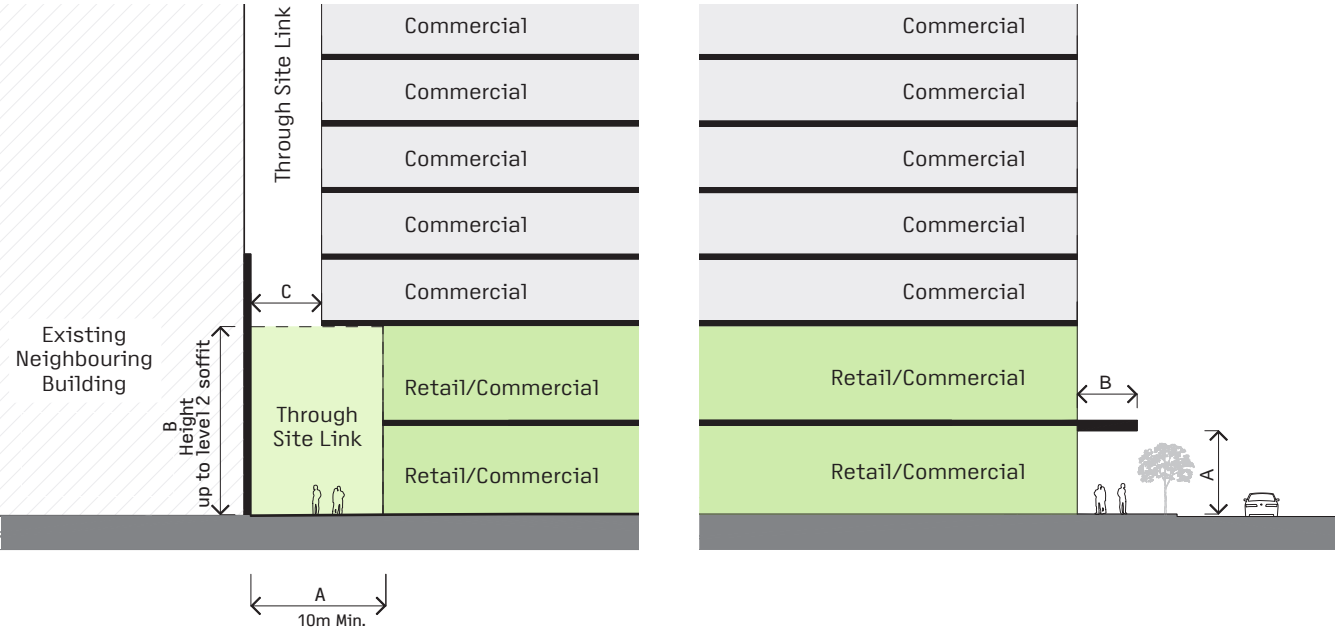 Through Site Link
Commercial
Commercial
Commercial
Commercial
Commercial
C
Existing
Neighbouring
Building
B
Height
up to level 2 soffit
Through
Site Link
Retail/Commercial
Retail/Commercial
A
10m Min.
Commercial
Commercial
Commercial
Commercial
Commercial
Retail/Commercial
B
Retail/Commercial
A